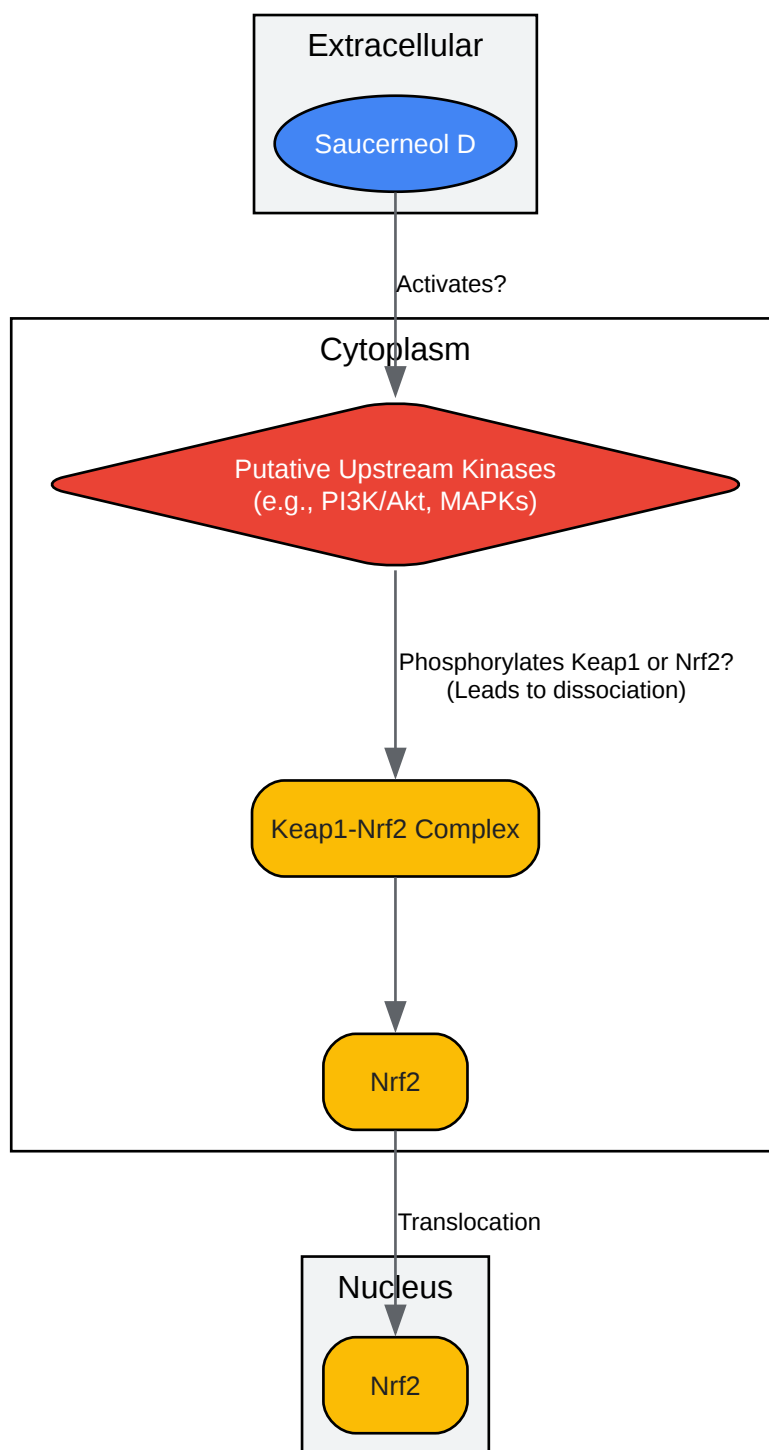 Extracellular
Saucerneol D
Activates?
Cytoplasm
Putative Upstream Kinases
(e.g., PI3K/Akt, MAPKs)
Phosphorylates Keap1 or Nrf2?
(Leads to dissociation)
Keap1-Nrf2 Complex
Nrf2
Translocation
Nucleus
Nrf2